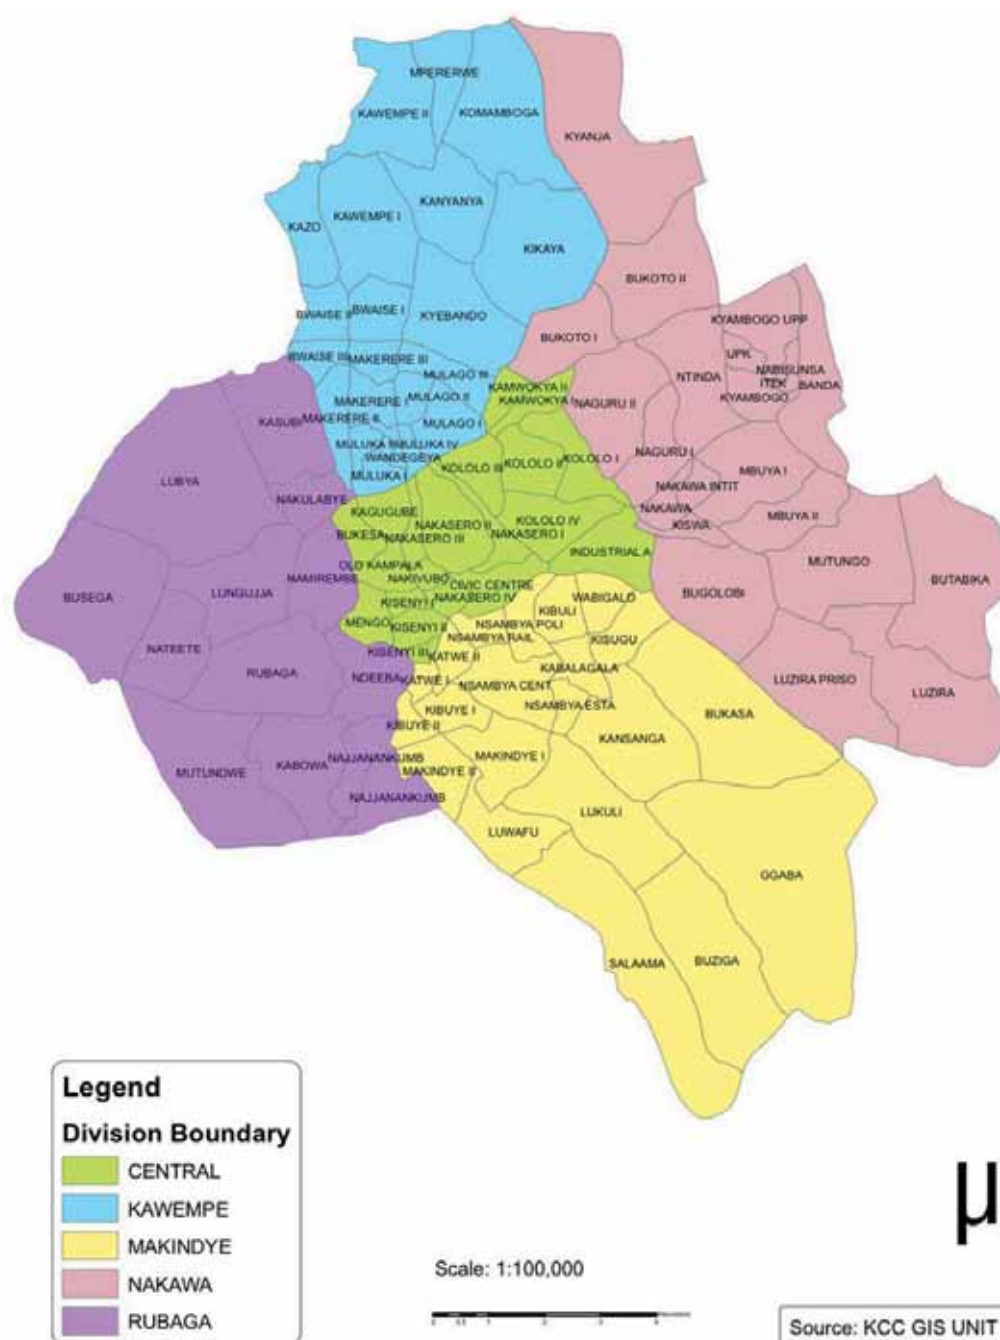 MPERERWE
KAWEMPE II
KOMAMBOGA
KYANJA
KANYANYA
KAWEMPE I
KAZO
KIKAYA
BUKOTO II
BWAISE II
BWAISE I
KYEBANDO
KYAMBOGO UPP
BUKOTO I
BWAISE III
MAKERERE III
UPK
NABISUNSA
MULAGO III
NTINDA
ITEK
BANDA
KAMWOKYA II
KYAMBOGO
MAKERERE I
MULAGO II
KAMWOKYA I
NAGURU II
MAKERERE II
KASUBI
MULAGO I
MULUKA III
MULUKA IV
WANDEGEYA
NAGURU I
KOLOLO III
KOLOLO II
KOLOLO I
MBUYA I
MULUKA I
LUBYA
NAKAWA INTIT
NAKULABYE
KAGUGUBE
NAKAWA
MBUYA II
KISWA
NAKASERO II
KOLOLO IV
BUKESA
NAKASERO III
NAKASERO I
INDUSTRIAL A
OLD KAMPALA
MUTUNGO
NAMIREMBE
NAKIVUBO
CIVIC CENTRE
BUTABIKA
BUSEGA
LUNGUJJA
KISENYI I
NAKASERO IV
WABIGALO
BUGOLOBI
KIBULI
MENGO
KISENYI II
NSAMBYA POLI
NSAMBYA RAIL
KISUGU
NATEETE
KISENYI III
KATWE II
RUBAGA
NDEEBA
KATWE I
KABALAGALA
NSAMBYA CENT
LUZIRA PRISO
LUZIRA
NSAMBYA ESTA
KIBUYE I
BUKASA
KIBUYE II
KANSANGA
NAJJANANKUMB
MAKINDYE I
MUTUNDWE
KABOWA
MAKINDYE II
NAJJANANKUMB
LUKULI
LUWAFU
GGABA
SALAAMA
BUZIGA
Legend
Division Boundary
CENTRAL
KAWEMPE
MAKINDYE
NAKAWA
RUBAGA
µ
Scale: 1:100,000
Source: KCC GIS UNIT